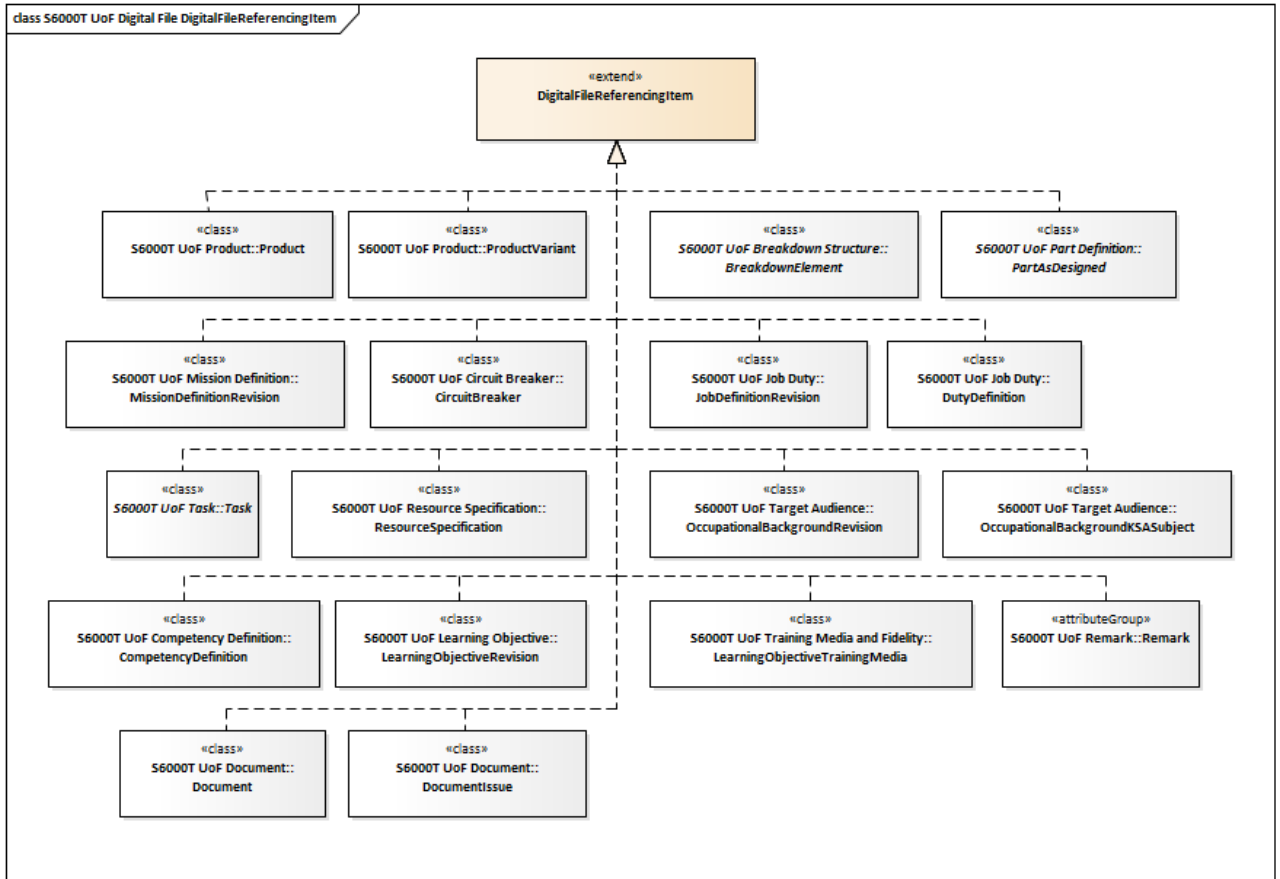 class S6000T UoF Digital File DigitalFileReferencingItem
«extend»
DigitalFileReferencingItem
«class»
S6000T UoF Product::Product
«class»
S6000T UoF Product::ProductVariant
«class»
S6000T UoF Breakdown Structure::
BreakdownElement
«class»
S6000T UoF Part Definition::
PartAsDesigned
«class»
S6000T UoF Mission Definition::
MissionDefinitionRevision
«class»
S6000T UoF Circuit Breaker::
CircuitBreaker
«class»
S6000T UoF Job Duty::
JobDefinitionRevision
«class»
S6000T UoF Job Duty::
DutyDefinition
«class»
S6000T UoF Task::Task
«class»
S6000T UoF Resource Specification::
ResourceSpecification
«class»
S6000T UoF Target Audience::
OccupationalBackgroundRevision
«class»
S6000T UoF Target Audience::
OccupationalBackgroundKSASubject
«class»
S6000T UoF Competency Definition::
CompetencyDefinition
«class»
S6000T UoF Learning Objective::
LearningObjectiveRevision
«class»
S6000T UoF Training Media and Fidelity::
LearningObjectiveTrainingMedia
«attributeGroup»
S6000T UoF Remark::Remark
«class»
S6000T UoF Document::
Document
«class»
S6000T UoF Document::
DocumentIssue